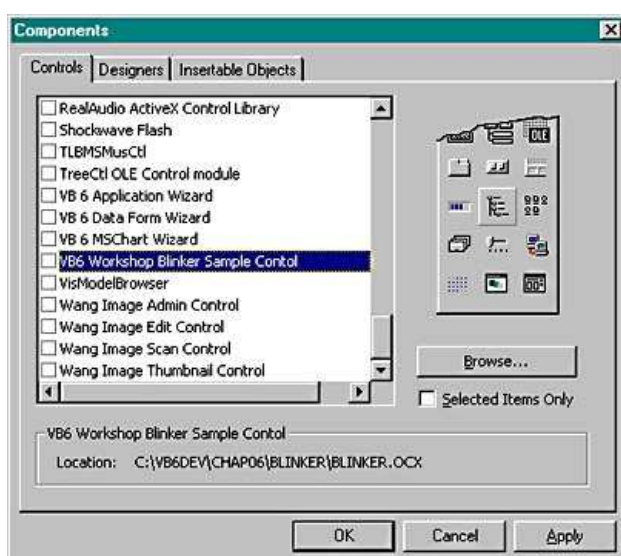 Components
Controls Designers Insertable Objects
RealAudio ActiveX Control Library
Shockwave Flash
TLBMSMusCtl
TreeCtl OLE Control module
VB 6 Application Wizard
VB 6 Data Form Wizard
VB 6 MSChart Wizard
VB6 Workshop Blinker Sample Contol
VisModelBrowser
Wang Image Admin Control
Wang Image Edit Control
Wang Image Scan Control
Wang Image Thumbnail Control
OLE
Browse...
Selected Items Only
VB6 Workshop Blinker Sample Contol
Location: C:\VB6DEV\CHAP06\BLINKER\BLINKER.OCX
OK Cancel Apply